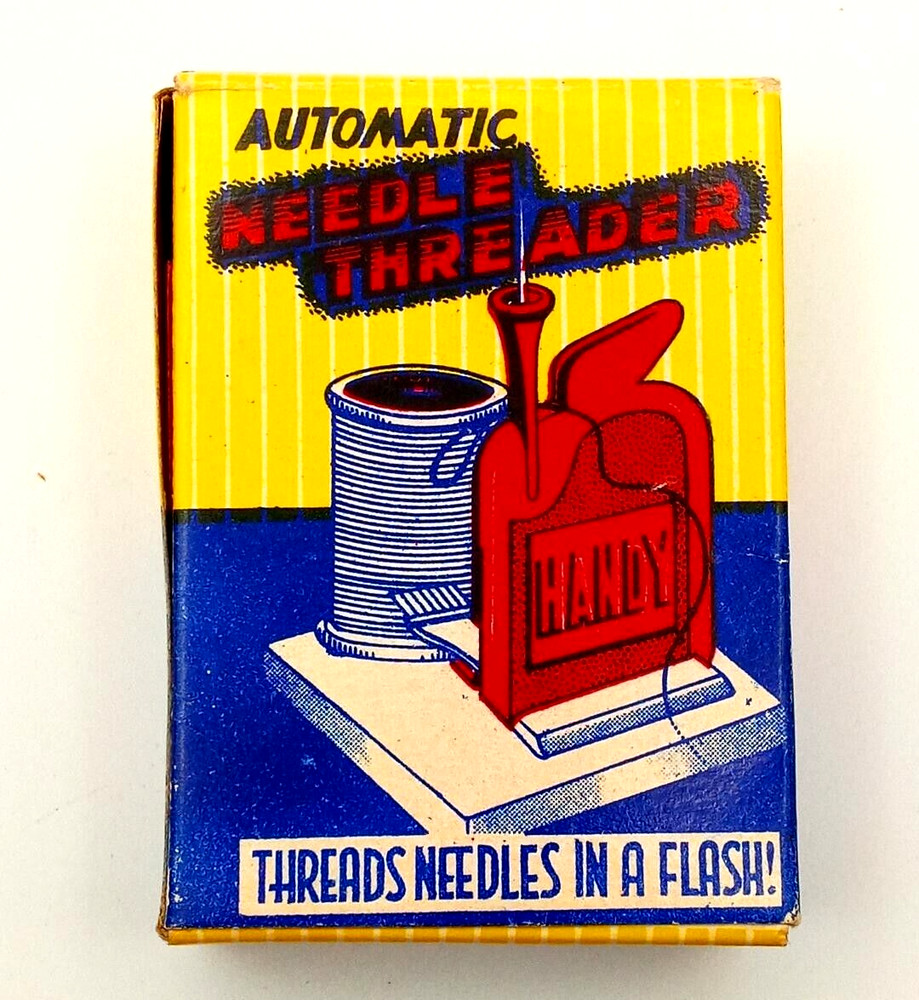 AUTOMATIC
NEEDLE
THREADER
HANDY
THREADS NEEDLES IN A FLASH!